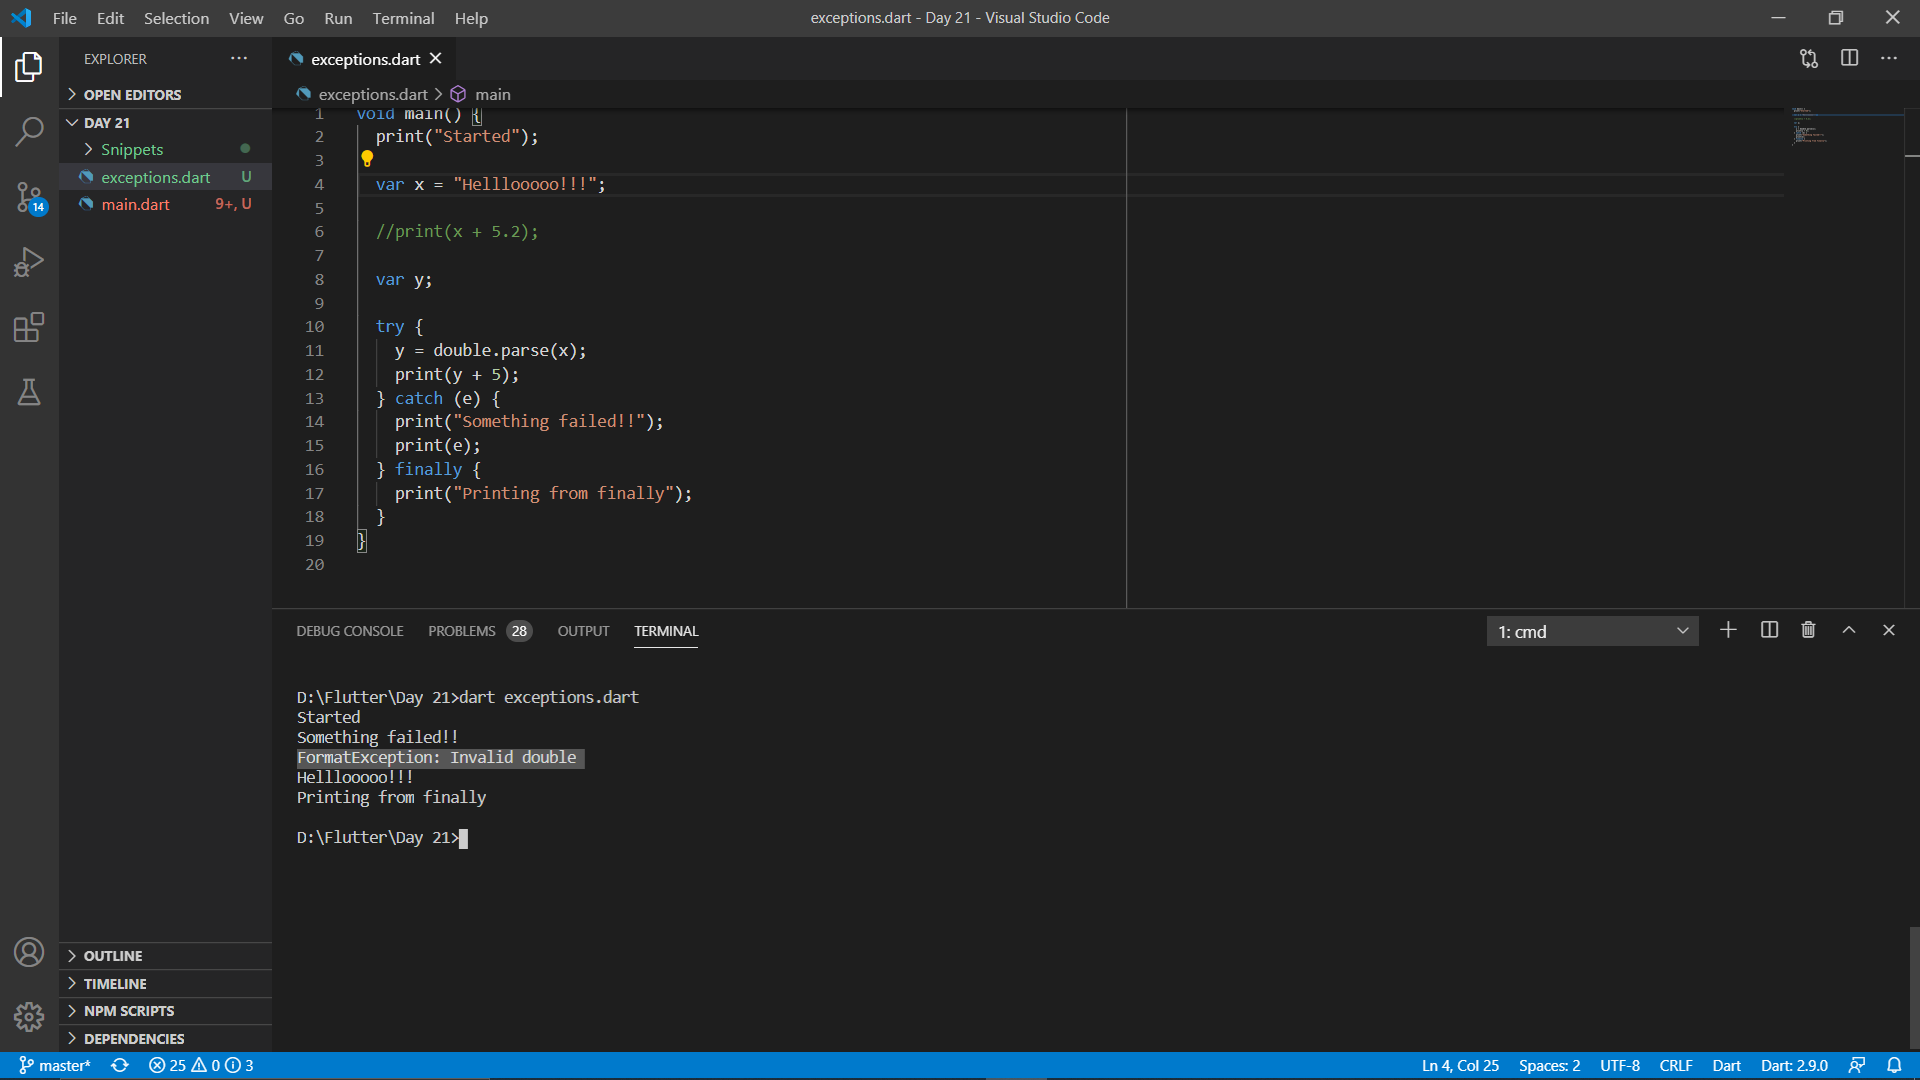 File Edit Selection View Go Run Terminal Help
exceptions.dart - Day 21 - Visual Studio Code
EXPLORER
OPEN EDITORS
DAY 21
Snippets
exceptions.dart U
main.dart 9+, U
14
OUTLINE
TIMELINE
NPM SCRIPTS
DEPENDENCIES
exceptions.dart
exceptions.dart main
1 void main() {
2 print("Started");
3
4 var x = "Helllooooo!!!";
5
6 //print(x + 5.2);
7
8 var y;
9
10 try {
11 y = double.parse(x);
12 print(y + 5);
13 } catch (e) {
14 print("Something failed!!");
15 print(e);
16 } finally {
17 print("Printing from finally");
18 }
19 }
20
DEBUG CONSOLE PROBLEMS 28 OUTPUT TERMINAL
1: cmd
D:\Flutter\Day 21>dart exceptions.dart
Started
Something failed!!
FormatException: Invalid double
Helllooooo!!!
Printing from finally
D:\Flutter\Day 21>
master* 25 0 3
Ln 4, Col 25 Spaces: 2 UTF-8 CRLF Dart Dart: 2.9.0